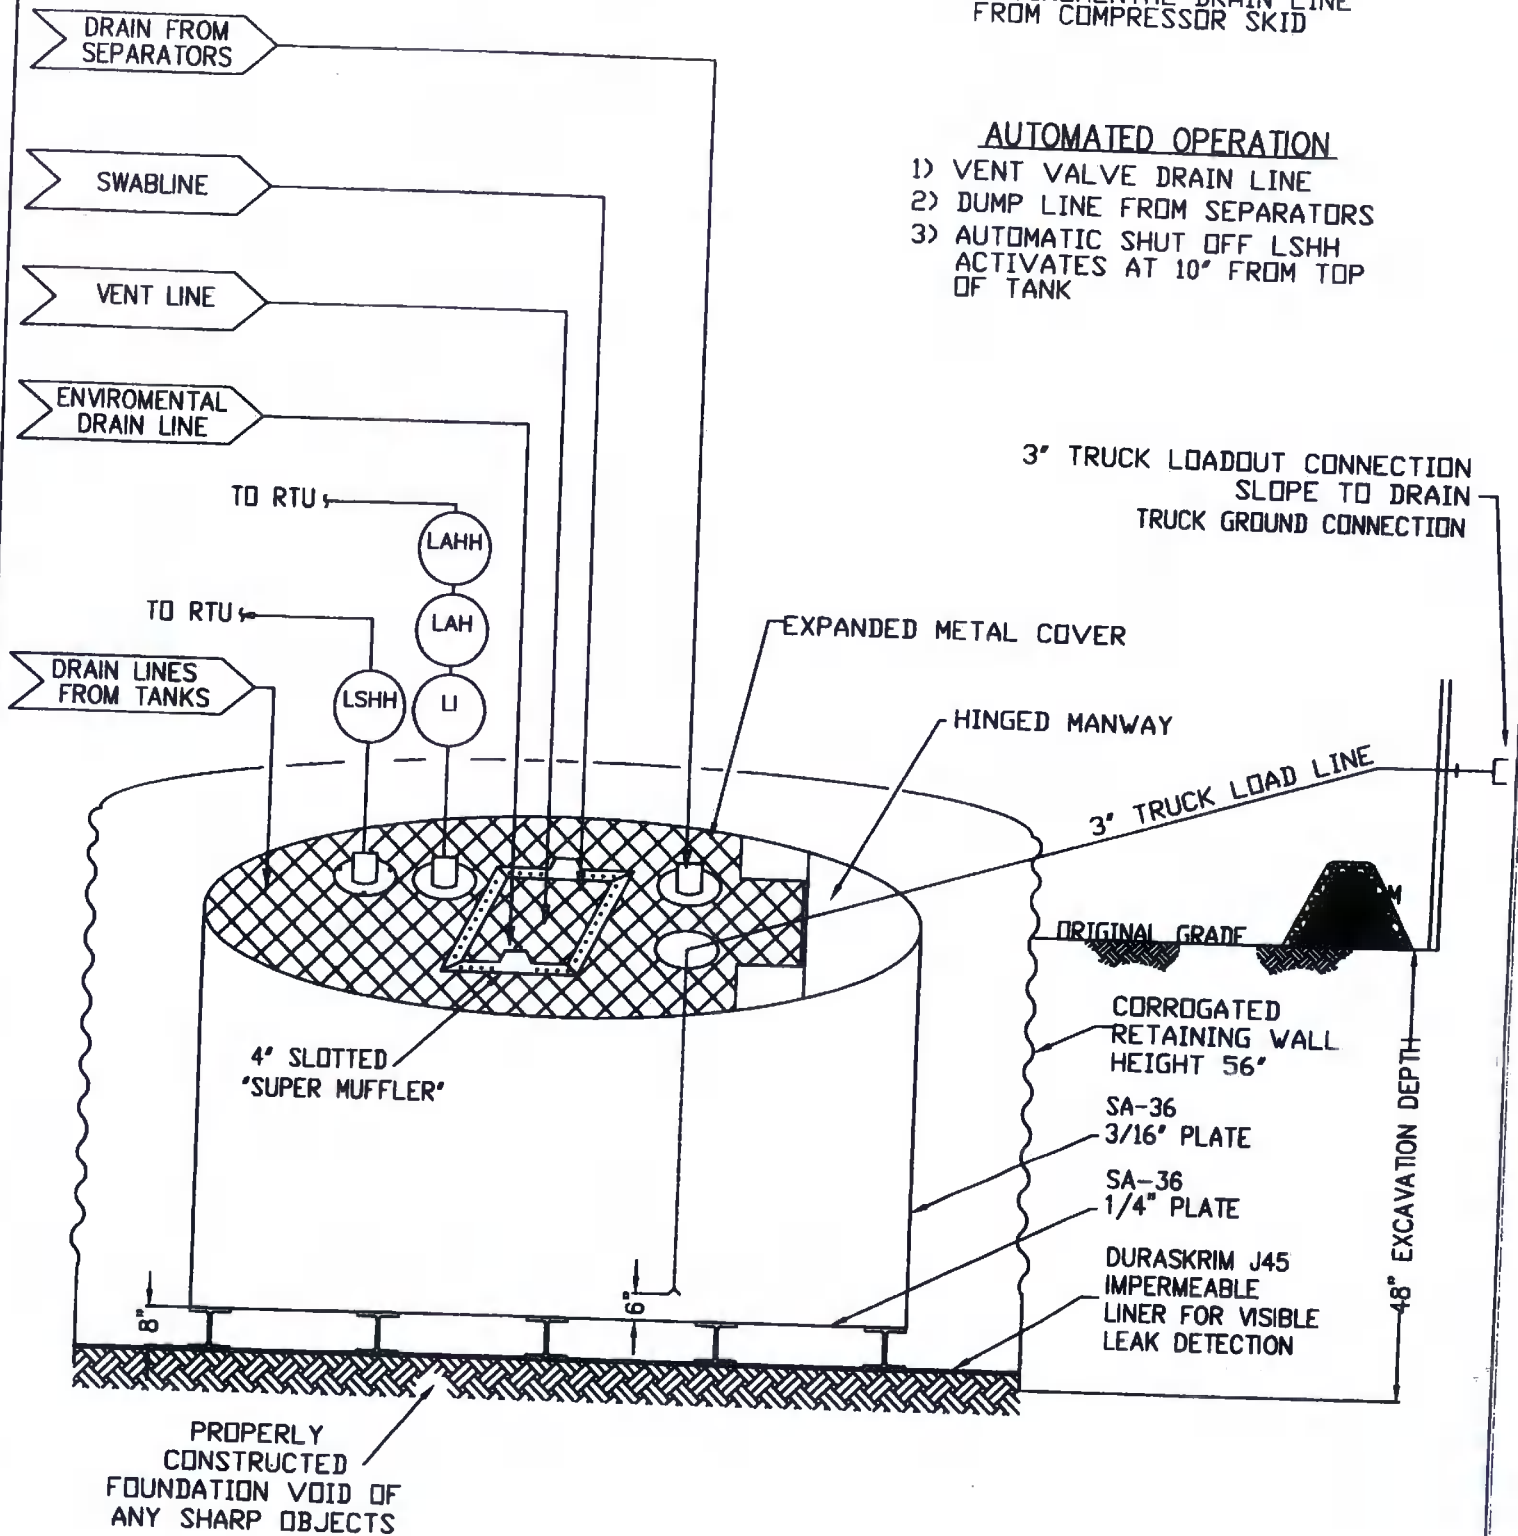 DRAIN LINE
FROM COMPRESSOR SKID
DRAIN FROM
SEPARATORS
AUTOMATED OPERATION
1) VENT VALVE DRAIN LINE
2) DUMP LINE FROM SEPARATORS
3) AUTOMATIC SHUT OFF LSHH
ACTIVATES AT 10" FROM TOP
OF TANK
SWABLINE
VENT LINE
ENVIROMENTAL
DRAIN LINE
3" TRUCK LOADOUT CONNECTION
SLOPE TO DRAIN
TRUCK GROUND CONNECTION
TO RTU
LAHH
TO RTU
LAH
EXPANDED METAL COVER
DRAIN LINES
FROM TANKS
LSHH
LI
HINGED MANWAY
3" TRUCK LOAD LINE
M
ORIGINAL GRADE
CORROGATED
RETAINING WALL
HEIGHT 56"
4" SLOTTED
"SUPER MUFFLER"
SA-36
3/16" PLATE
SA-36
1/4" PLATE
48" EXCAVATION DEPTH
DURASKRIM J45
IMPERMEABLE
LINER FOR VISIBLE
LEAK DETECTION
8"
6"
PROPERLY
CONSTRUCTED
FOUNDATION VOID OF
ANY SHARP OBJECTS